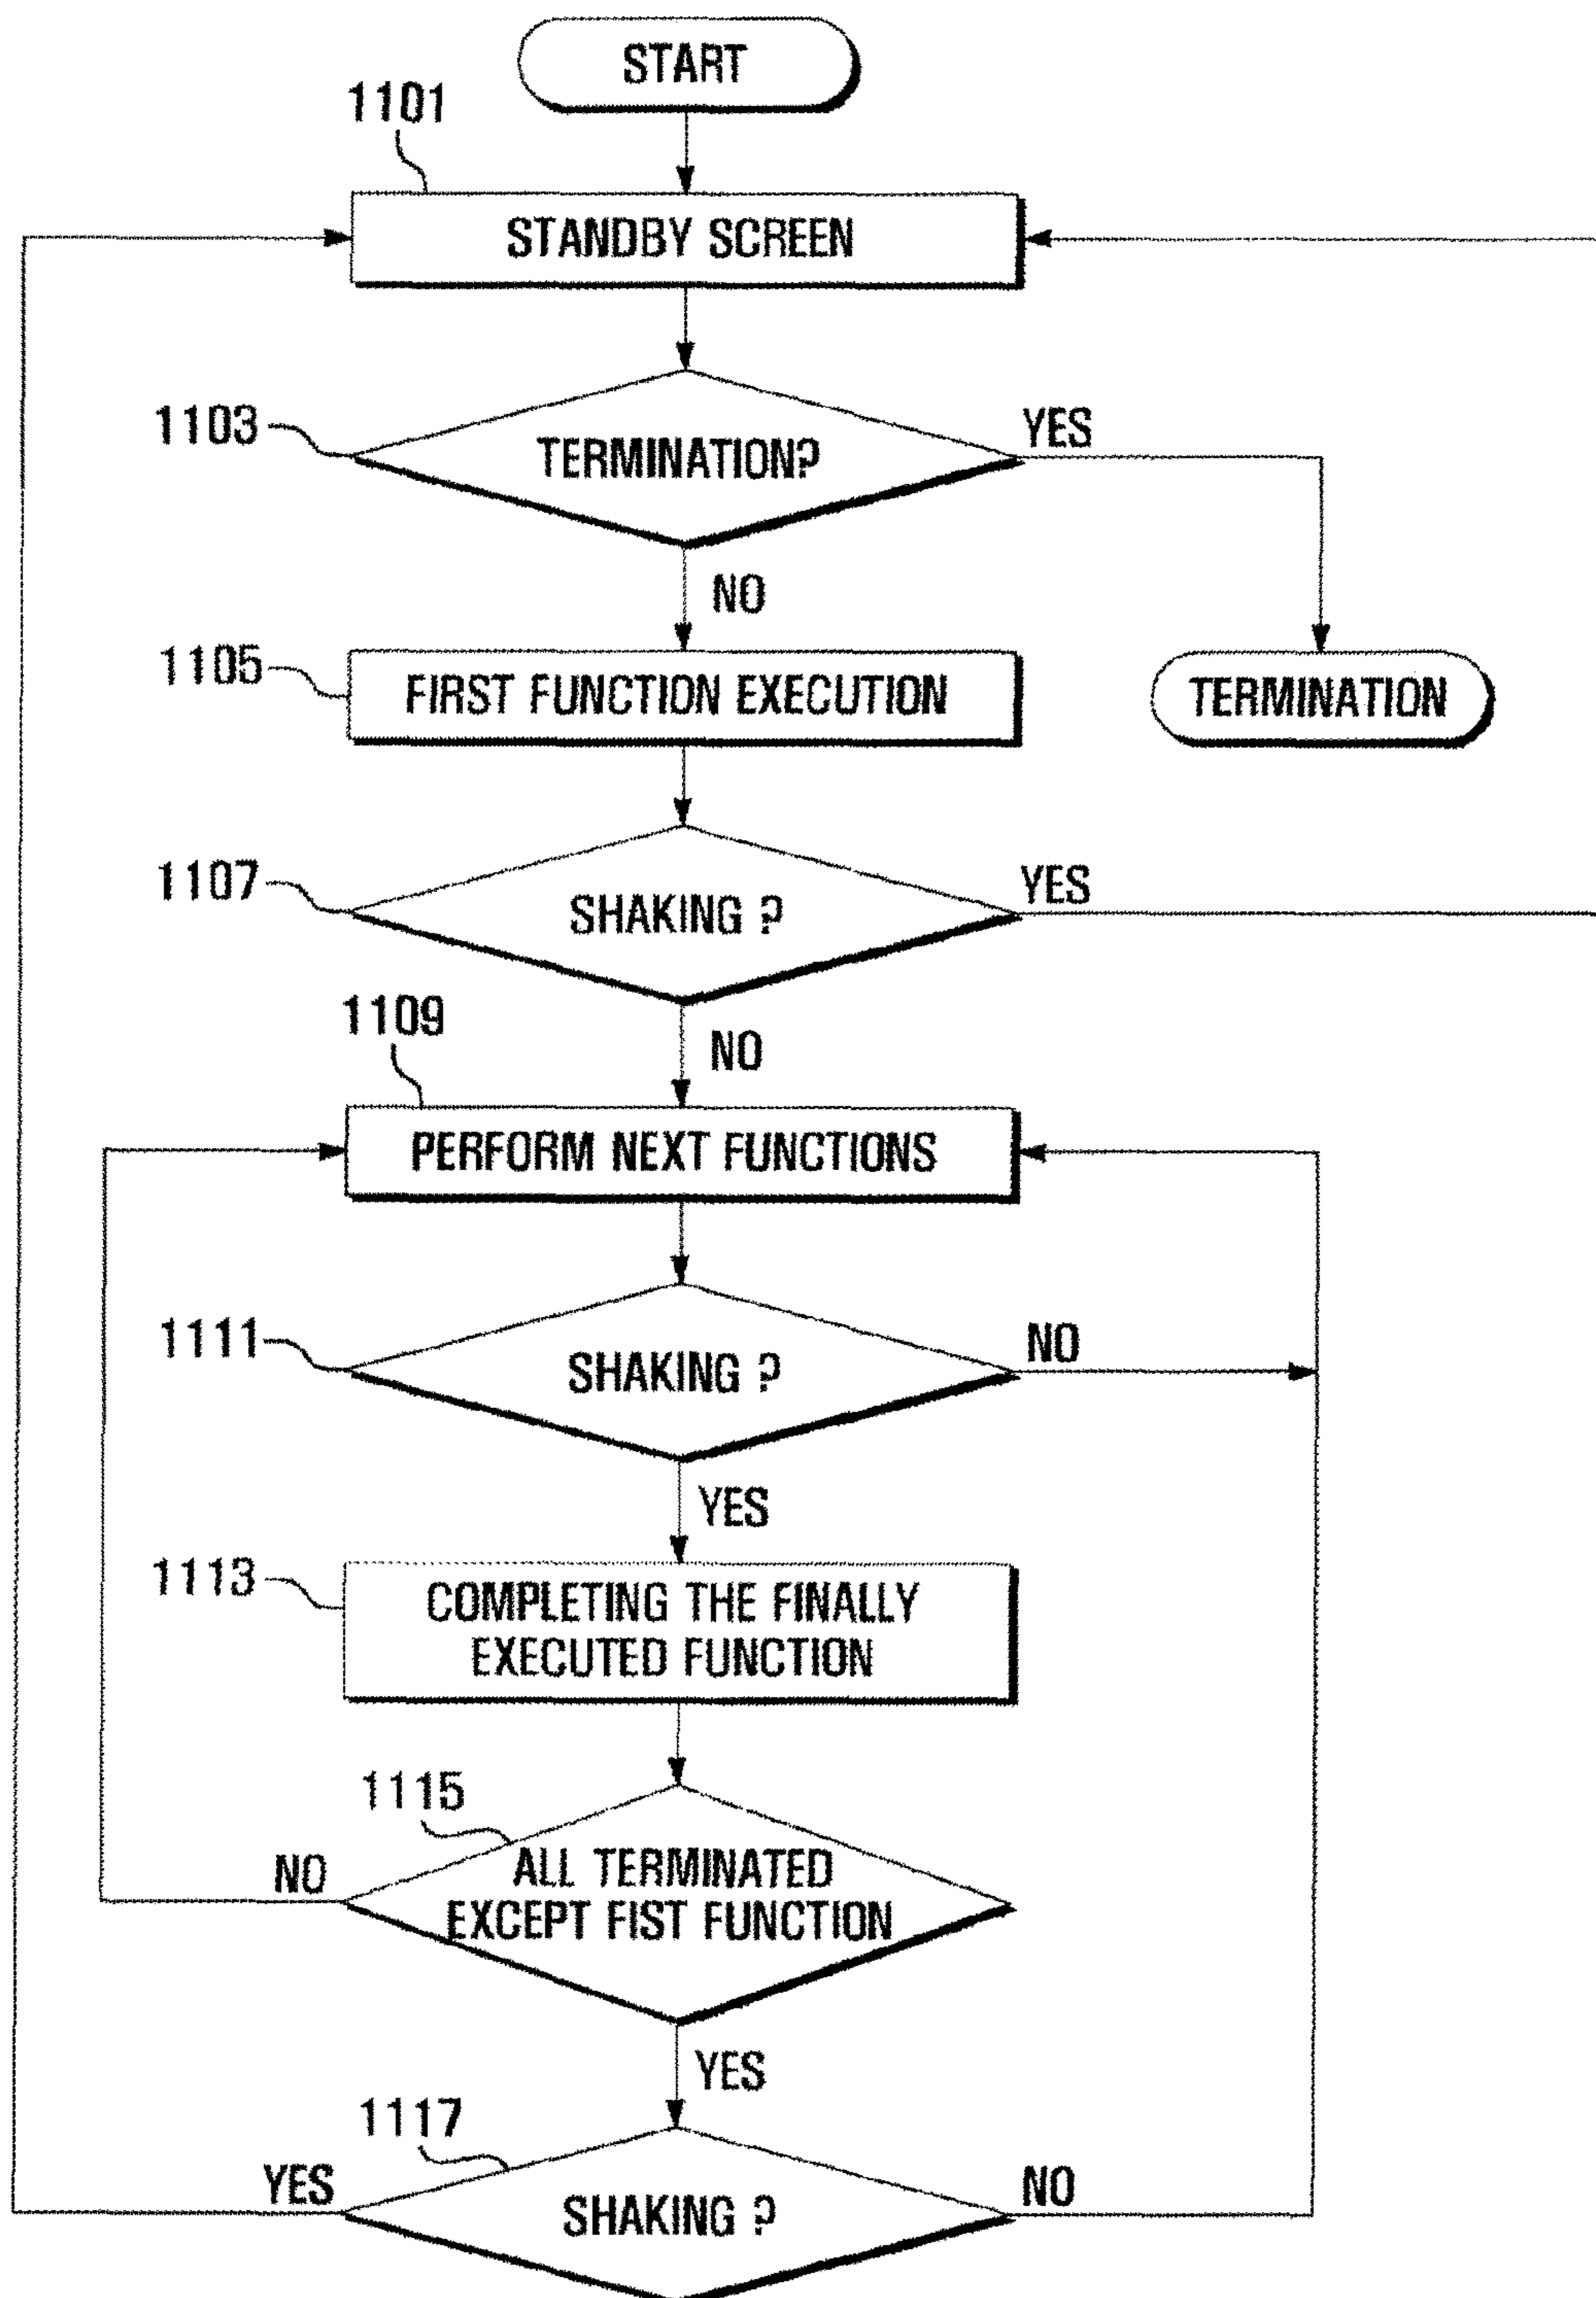 START
1101
STANDBY SCREEN
1103
TERMINATION?
YES
NO
1105
FIRST FUNCTION EXECUTION
TERMINATION
1107
SHAKING ?
YES
1109
NO
PERFORM NEXT FUNCTIONS
1111
SHAKING ?
NO
YES
1113
COMPLETING THE FINALLY
EXECUTED FUNCTION
1115
NO
ALL TERMINATED
EXCEPT FIST FUNCTION
YES
1117
YES
SHAKING ?
NO